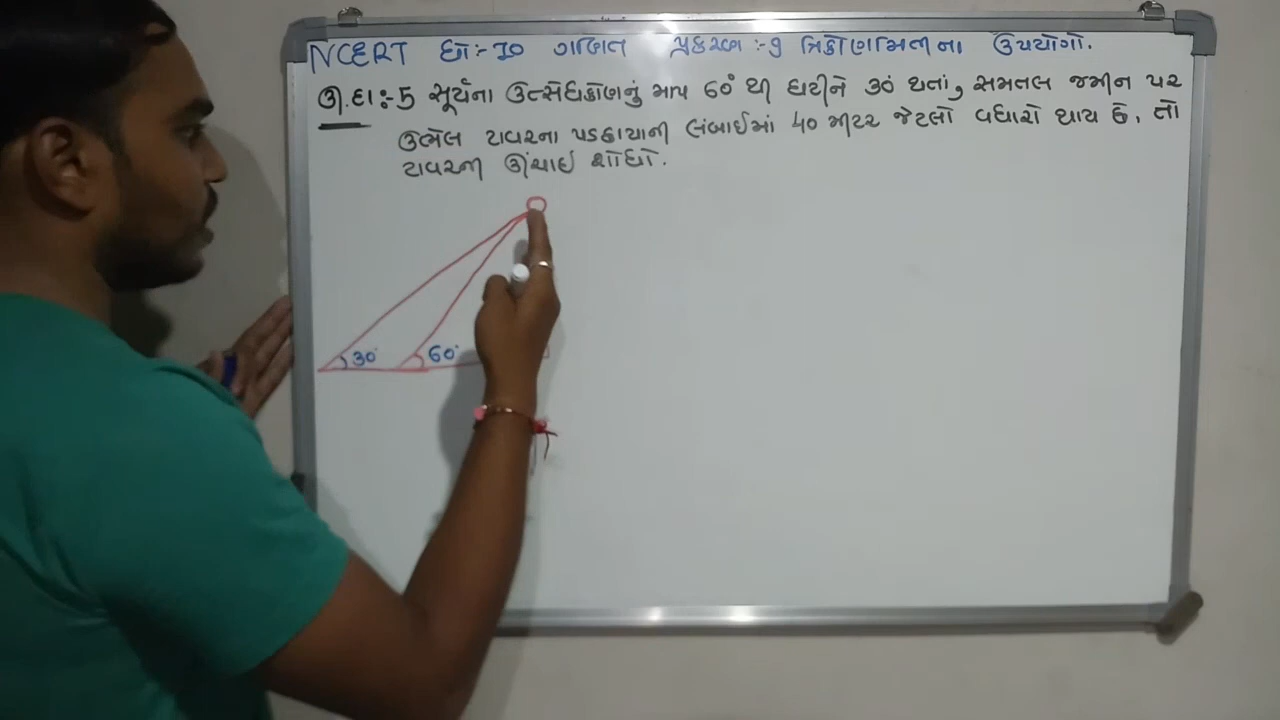 NCERT ધો:-10 ગણિત પ્રકરણ :-9 ત્રિકોણમિતીના ઉપયોગો.
ઉ.દા:-5 સૂર્યના ઉત્સેધકોણનું માપ 60° થી ઘટીને 30° થતાં, સમતલ જમીન પર
ઉભેલ ટાવરના પડછાયાની લંબાઈમાં 40 મીટર જેટલો વધારો થાય છે, તો
ટાવરની ઊંચાઈ શોધો.
30° 60°